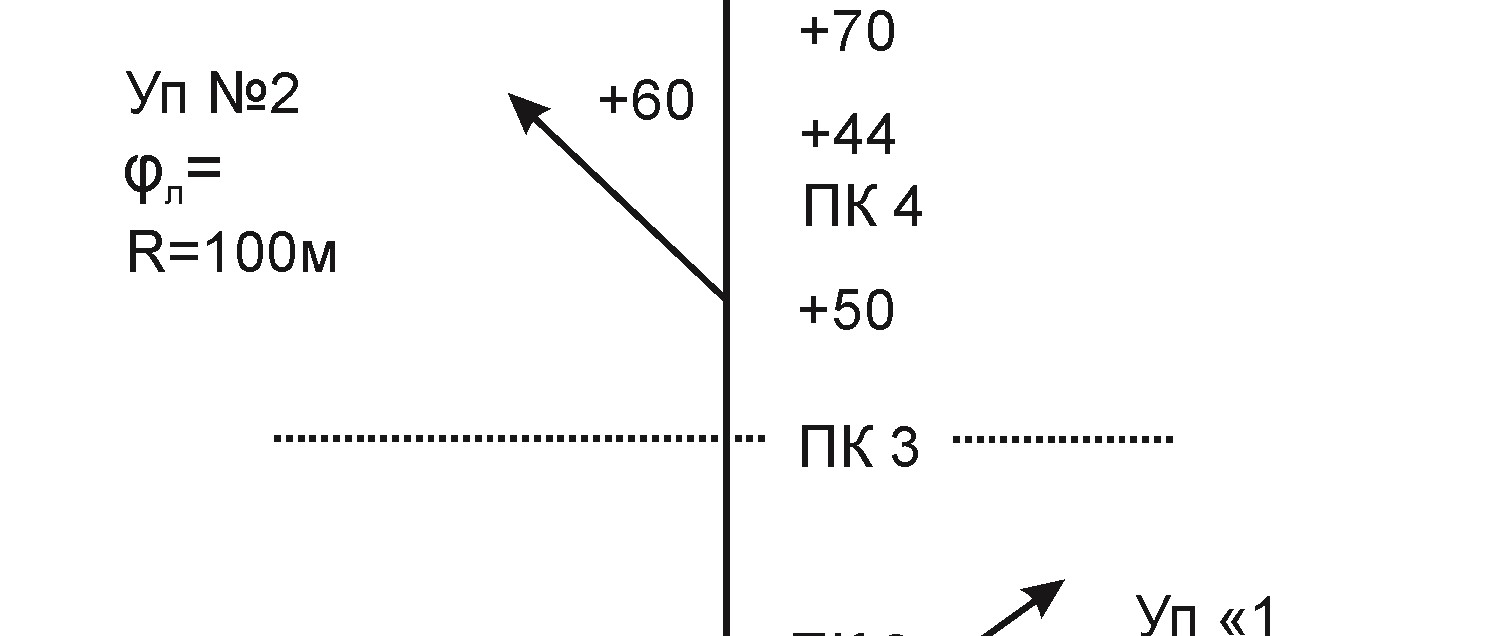 +70
Уп №2
+60
+44
φл=
ПК 4
R=100м
+50
ПК 3
Уп «1